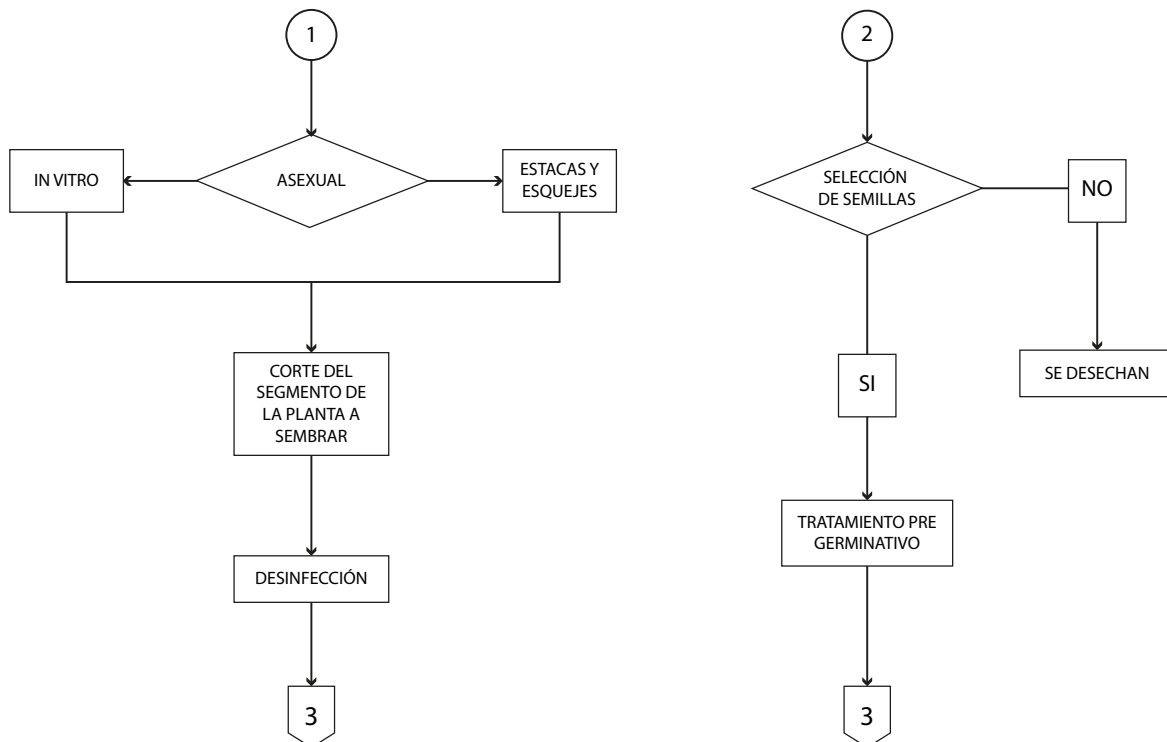 1
IN VITRO
ASEXUAL
ESTACAS Y
ESQUEJES
CORTE DEL
SEGMENTO DE
LA PLANTA A
SEMBRAR
DESINFECCIÓN
3
2
SELECCIÓN
DE SEMILLAS
NO
SE DESECHAN
SI
TRATAMIENTO PRE
GERMINATIVO
3